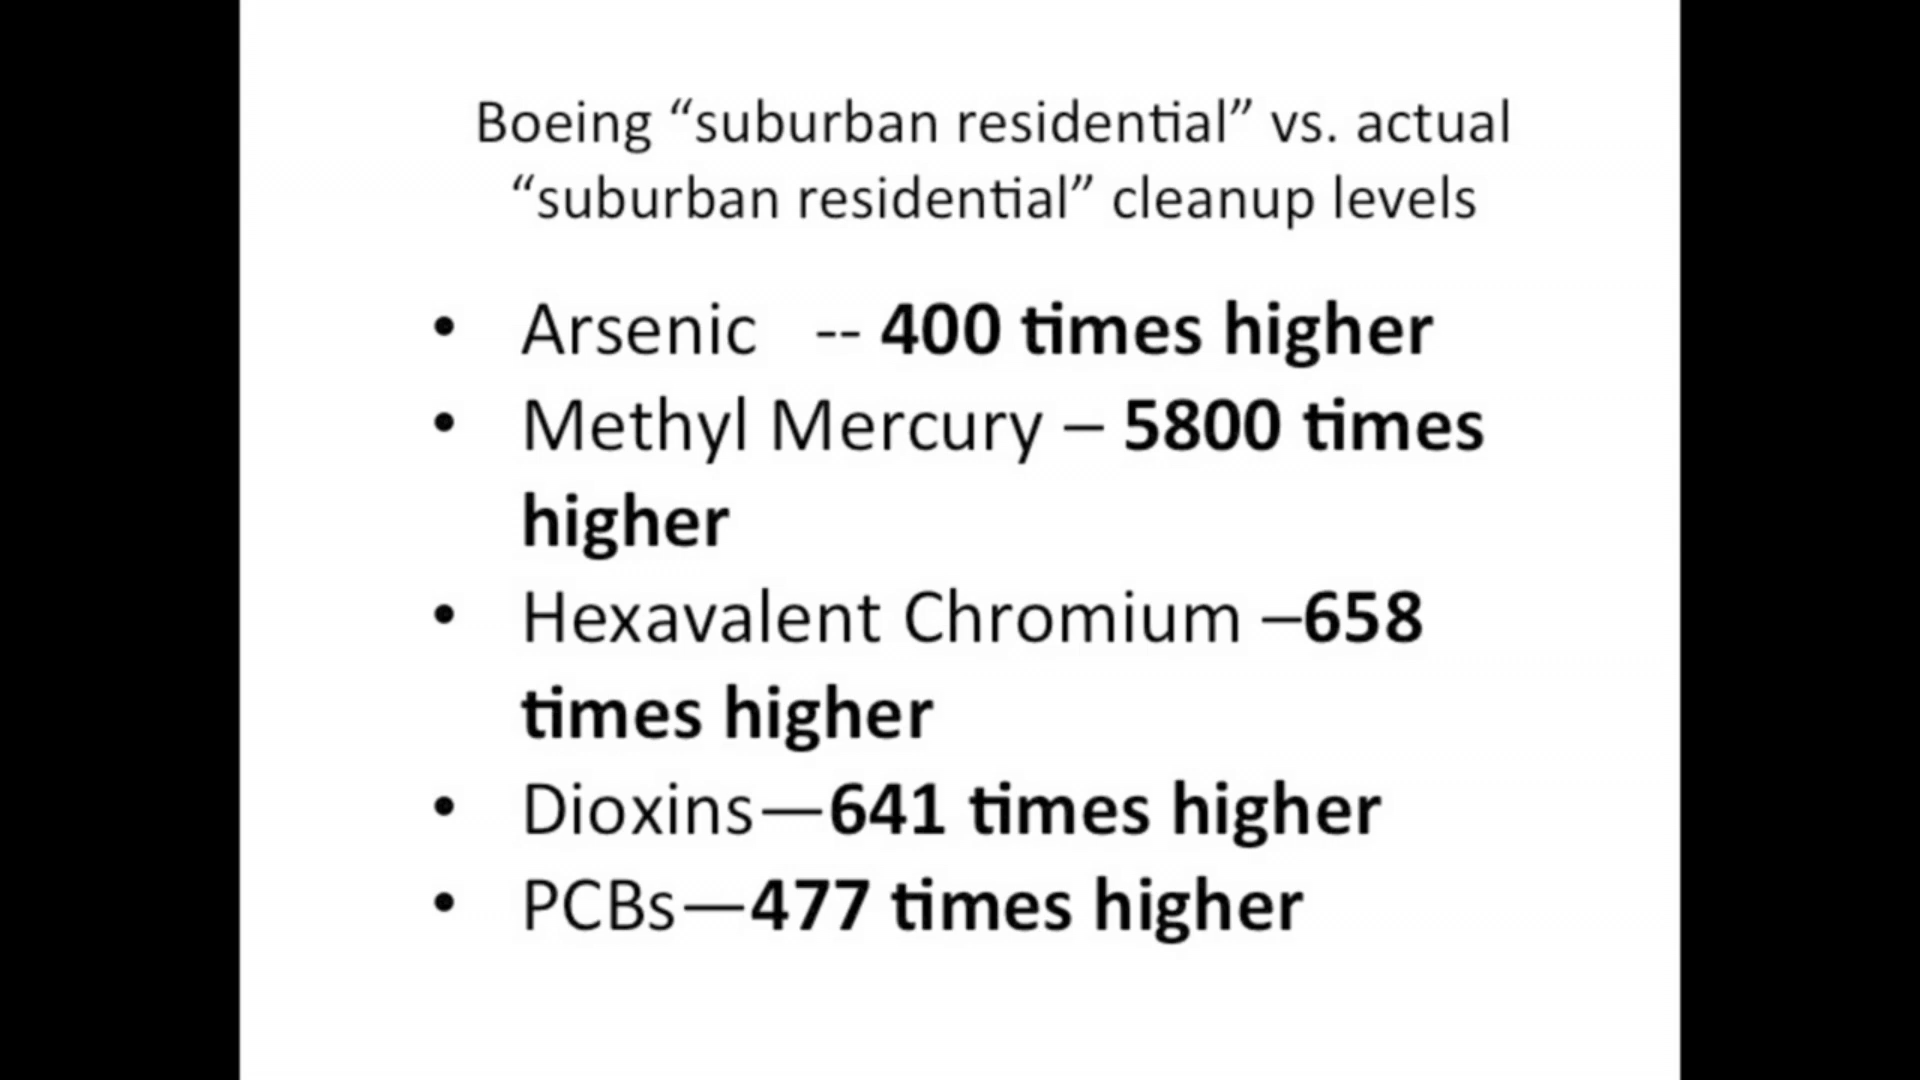 Boeing “suburban residential” vs. actual
“suburban residential” cleanup levels
• Arsenic -- 400 times higher
• Methyl Mercury – 5800 times
higher
• Hexavalent Chromium –658
times higher
• Dioxins—641 times higher
• PCBs—477 times higher